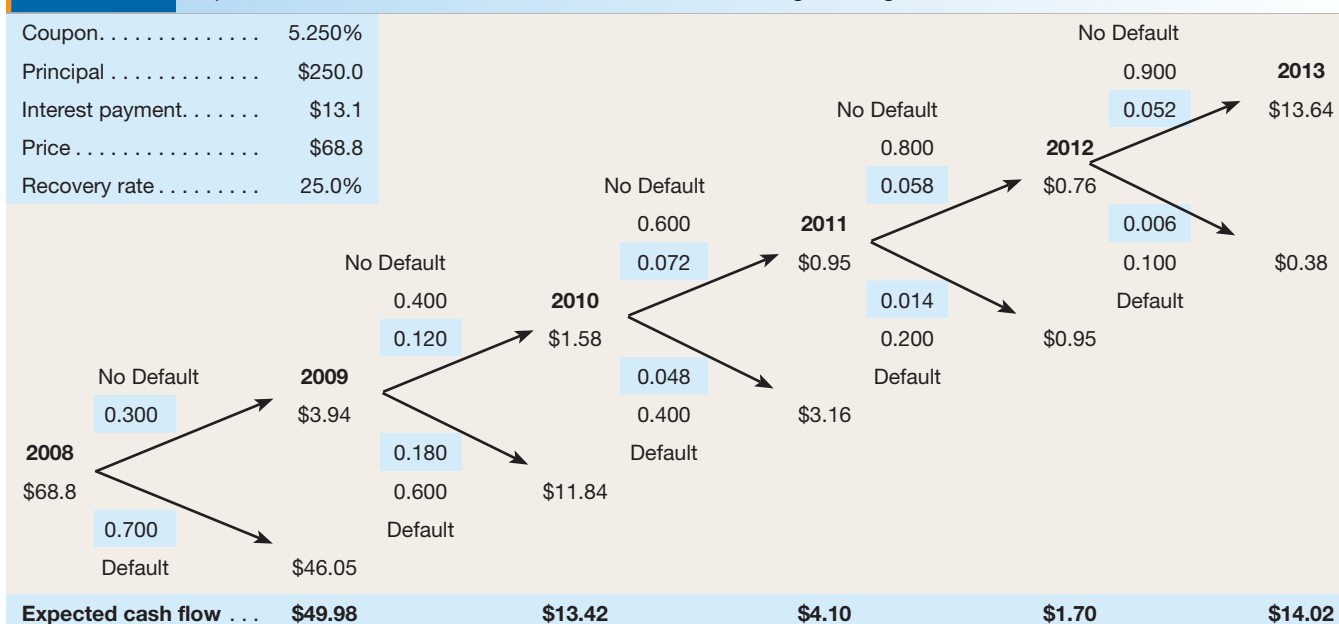 Coupon. . . . . . . . . . . . . . 5.250%
Principal . . . . . . . . . . . . . $250.0
Interest payment. . . . . . . $13.1
Price . . . . . . . . . . . . . . . . $68.8
Recovery rate . . . . . . . . . 25.0%
No Default
0.900
2013
0.052
$13.64
No Default
0.800
2012
0.058
$0.76
0.006
0.100
$0.38
Default
No Default
0.600
2011
0.072
$0.95
0.014
0.200
$0.95
Default
No Default
0.400
2010
0.120
$1.58
0.048
0.400
$3.16
Default
No Default
2009
0.300
$3.94
0.180
0.600
$11.84
Default
2008
$68.8
0.700
Default
$46.05
Expected cash flow . . . $49.98 $13.42 $4.10 $1.70 $14.02